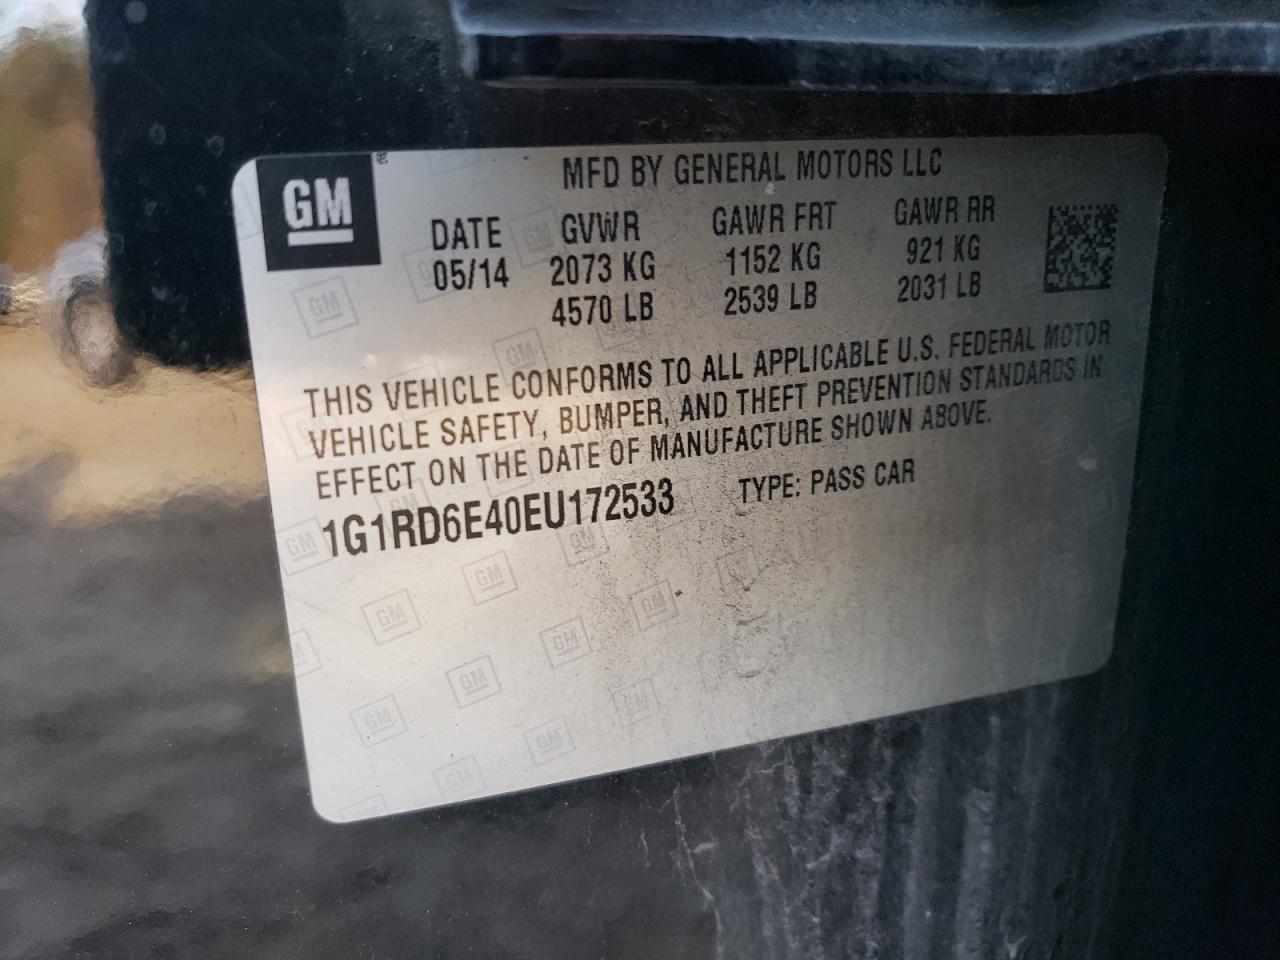 GM
MFD BY GENERAL MOTORS LLC
DATE GVWR GAWR FRT GAWR RR
05/14 2073 KG 1152 KG 921 KG
4570 LB 2539 LB 2031 LB
THIS VEHICLE CONFORMS TO ALL APPLICABLE U.S. FEDERAL MOTOR
VEHICLE SAFETY, BUMPER, AND THEFT PREVENTION STANDARDS IN
EFFECT ON THE DATE OF MANUFACTURE SHOWN ABOVE.
1G1RD6E40EU172533 TYPE: PASS CAR